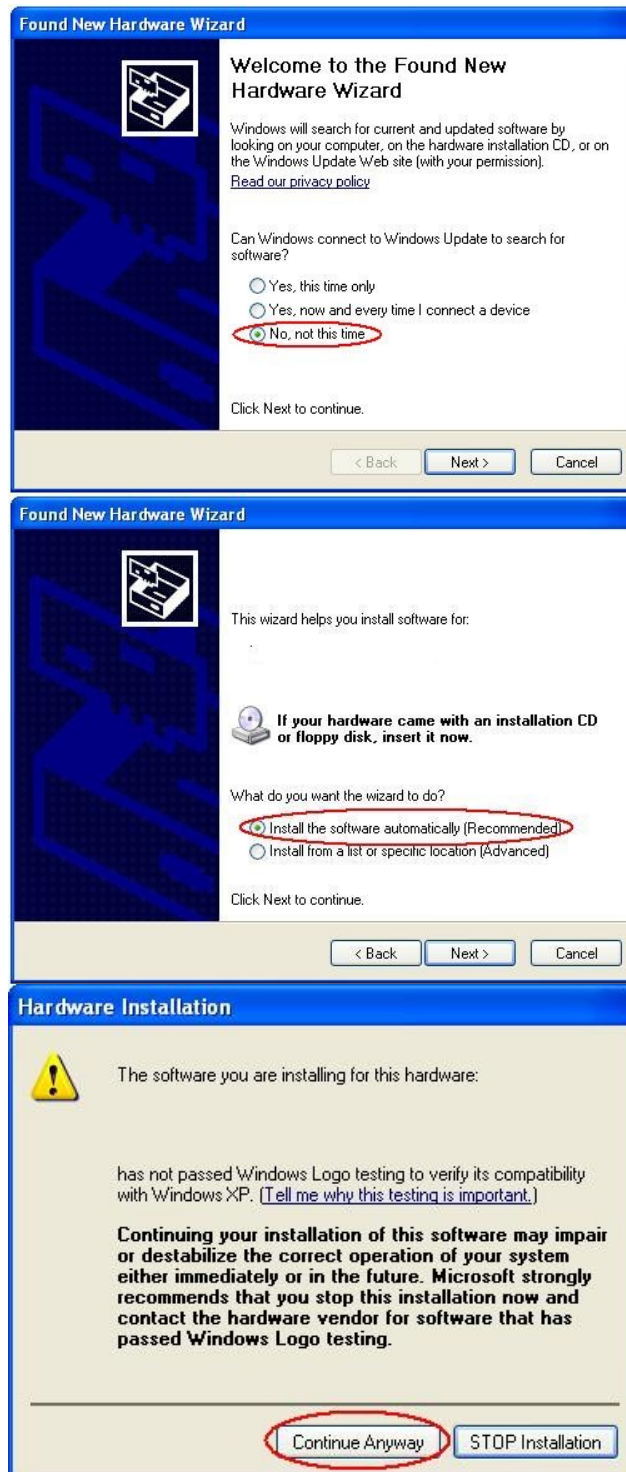 Found New Hardware Wizard
Welcome to the Found New
Hardware Wizard
Windows will search for current and updated software by
looking on your computer, on the hardware installation CD, or on
the Windows Update Web site (with your permission).
Read our privacy policy
Can Windows connect to Windows Update to search for
software?
Yes, this time only
Yes, now and every time I connect a device
No, not this time
Click Next to continue.
< Back Next > Cancel
Found New Hardware Wizard
This wizard helps you install software for:
If your hardware came with an installation CD
or floppy disk, insert it now.
What do you want the wizard to do?
Install the software automatically (Recommended)
Install from a list or specific location (Advanced)
Click Next to continue.
< Back Next > Cancel
Hardware Installation
The software you are installing for this hardware:
has not passed Windows Logo testing to verify its compatibility
with Windows XP. (Tell me why this testing is important.)
Continuing your installation of this software may impair
or destabilize the correct operation of your system
either immediately or in the future. Microsoft strongly
recommends that you stop this installation now and
contact the hardware vendor for software that has
passed Windows Logo testing.
Continue Anyway STOP Installation